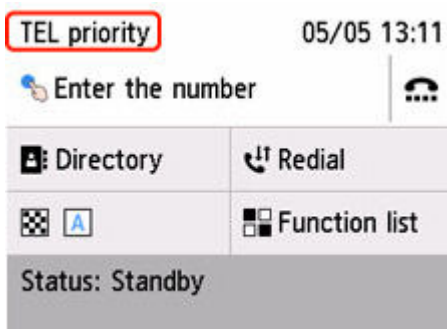 TEL priority 05/05 13:11
Enter the number
Directory Redial
A Function list
Status: Standby